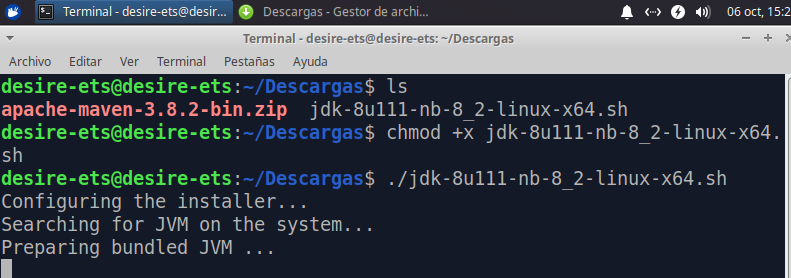 Terminal - desire-ets@desir... Descargas - Gestor de archi... 06 oct, 15:2
Terminal - desire-ets@desire-ets: ~/Descargas
Archivo Editar Ver Terminal Pestañas Ayuda
desire-ets@desire-ets:~/Descargas$ ls
apache-maven-3.8.2-bin.zip  jdk-8u111-nb-8_2-linux-x64.sh
desire-ets@desire-ets:~/Descargas$ chmod +x jdk-8u111-nb-8_2-linux-x64.
sh
desire-ets@desire-ets:~/Descargas$ ./jdk-8u111-nb-8_2-linux-x64.sh
Configuring the installer...
Searching for JVM on the system...
Preparing bundled JVM ...